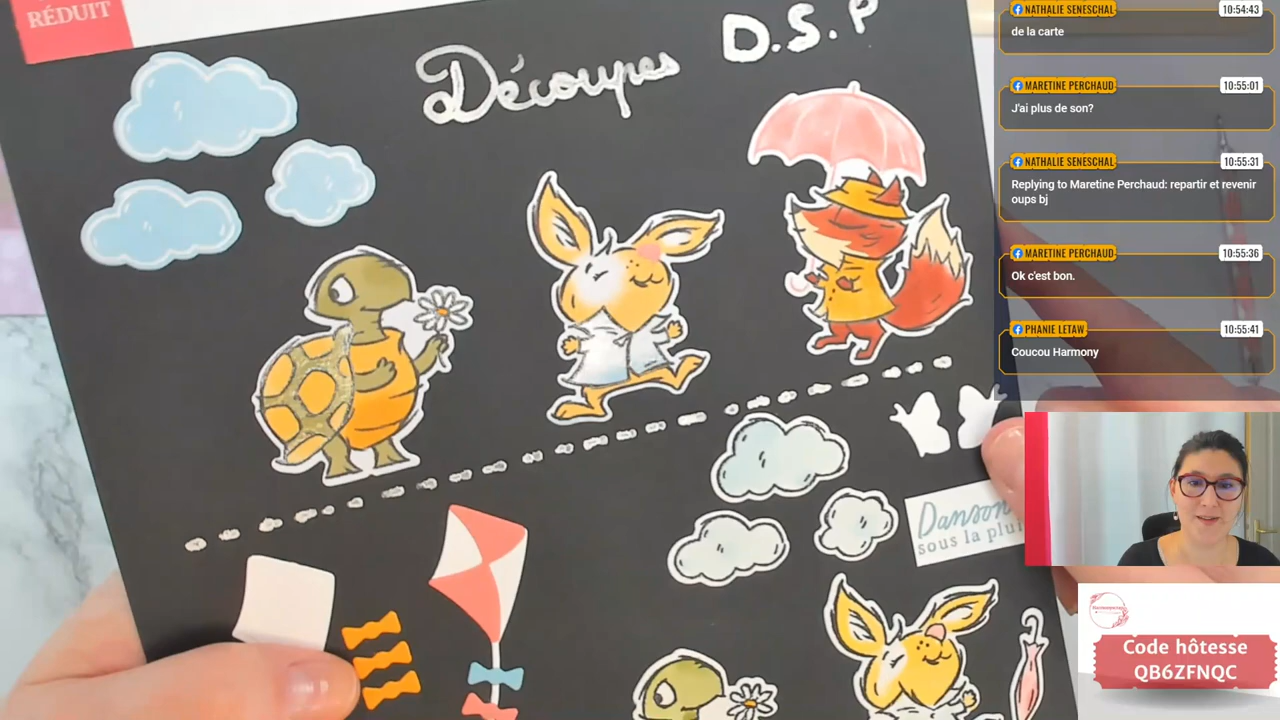 RÉDUIT
Découpes D.S.P
Danson
sous la plui
NATHALIE SENESCHAL 10:54:43
de la carte
MARETINE PERCHAUD 10:55:01
J'ai plus de son?
NATHALIE SENESCHAL 10:55:31
Replying to Maretine Perchaud: repartir et revenir
oups bj
MARETINE PERCHAUD 10:55:36
Ok c'est bon.
PHANIE LETAW 10:55:41
Coucou Harmony
Code hôtesse
QB6ZFNQC